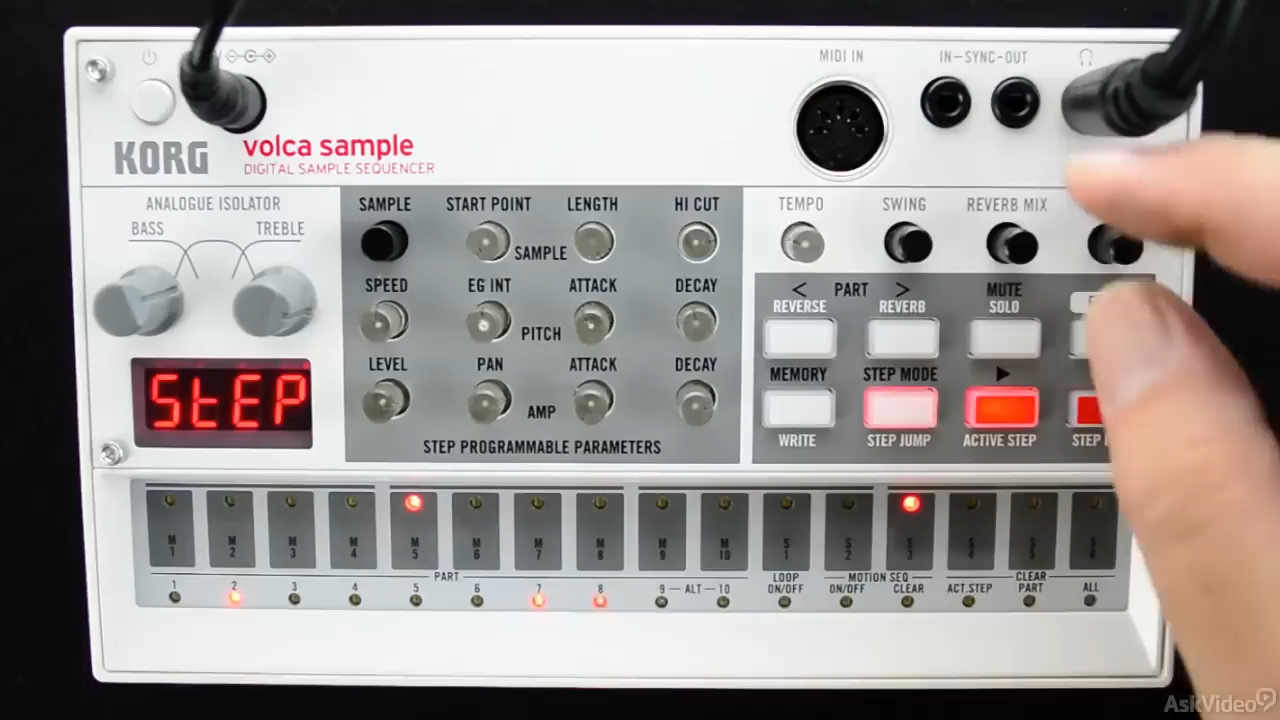 MIDI IN
IN-SYNC-OUT
KORG
volca sample
DIGITAL SAMPLE SEQUENCER
ANALOGUE ISOLATOR
BASS
TREBLE
StEP
SAMPLE
START POINT
LENGTH
HI CUT
SAMPLE
SPEED
EG INT
ATTACK
DECAY
PITCH
LEVEL
PAN
ATTACK
DECAY
AMP
STEP PROGRAMMABLE PARAMETERS
TEMPO
SWING
REVERB MIX
< PART >
MUTE
REVERSE
REVERB
SOLO
MEMORY
STEP MODE
WRITE
STEP JUMP
ACTIVE STEP
STEP
M 1
M 2
M 3
M 4
M 5
M 6
M 7
M 8
M 9
M 10
S 1
S 2
S 3
S 4
S 5
S 6
PART
1 2 3 4 5 6 7 8 9 – ALT – 10
LOOP
ON/OFF
MOTION SEQ
ON/OFF
CLEAR
ACT.STEP
CLEAR
PART
ALL
AskVideo